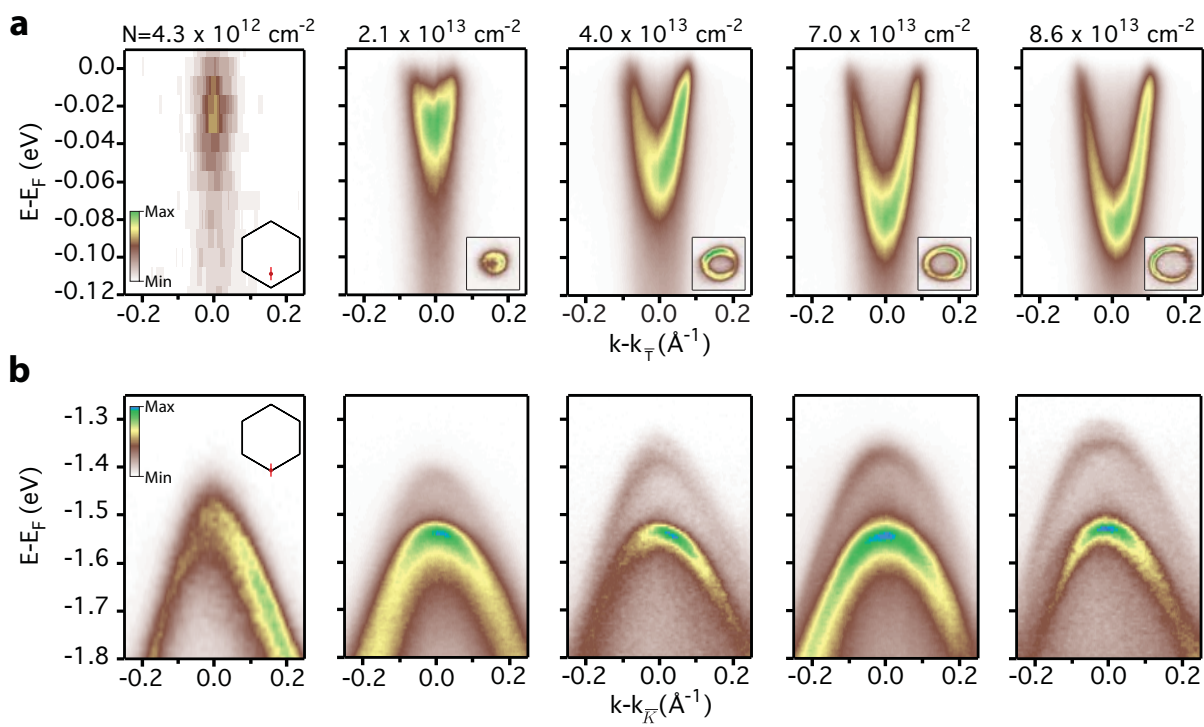 a
N=4.3 x 10¹² cm⁻²
2.1 x 10¹³ cm⁻²
4.0 x 10¹³ cm⁻²
7.0 x 10¹³ cm⁻²
8.6 x 10¹³ cm⁻²
E-E_F (eV)
0.0
-0.02
-0.04
-0.06
-0.08
-0.10
-0.12
Max
Min
-0.2 0.0 0.2
-0.2 0.0 0.2
-0.2 0.0 0.2
-0.2 0.0 0.2
-0.2 0.0 0.2
k-k_T̅ (Å⁻¹)
b
E-E_F (eV)
-1.3
-1.4
-1.5
-1.6
-1.7
-1.8
Max
Min
-0.2 0.0 0.2
-0.2 0.0 0.2
-0.2 0.0 0.2
-0.2 0.0 0.2
-0.2 0.0 0.2
k-k_K̅ (Å⁻¹)